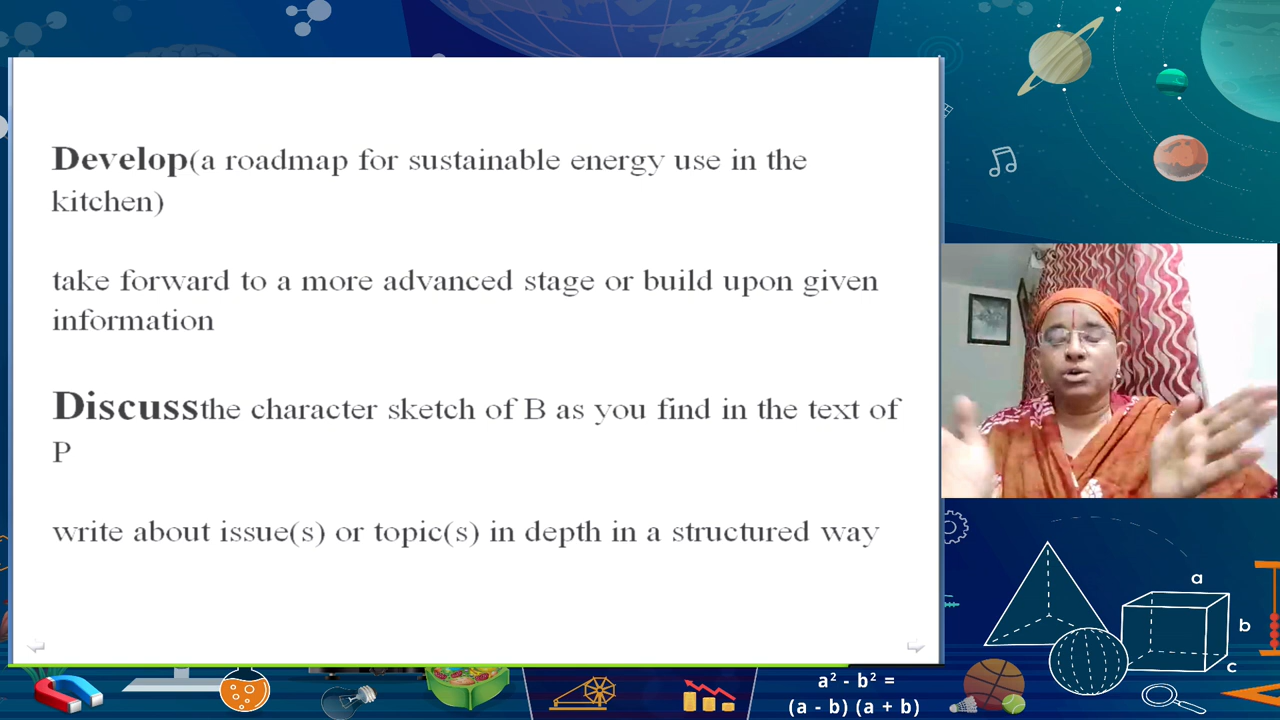 Develop(a roadmap for sustainable energy use in the
kitchen)
take forward to a more advanced stage or build upon given
information
Discussthe character sketch of B as you find in the text of
P
write about issue(s) or topic(s) in depth in a structured way
a
b
c
a² - b² =
(a - b) (a + b)